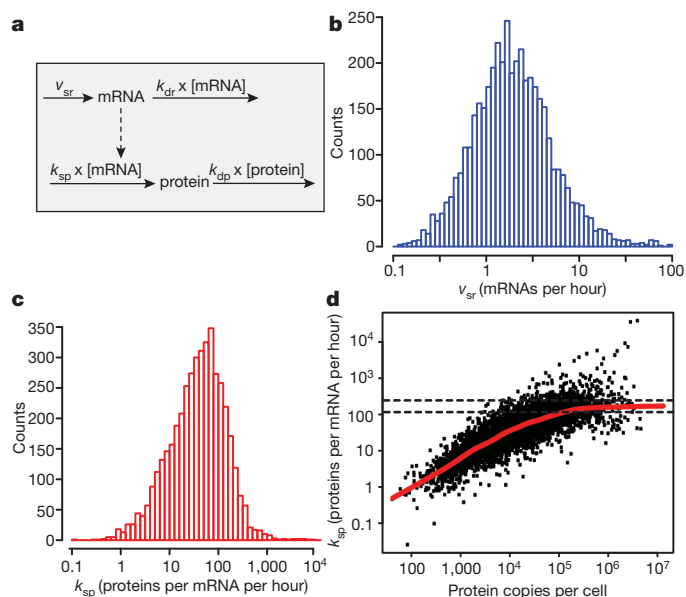 a
v_sr mRNA k_dr x [mRNA]
k_sp x [mRNA] protein k_dp x [protein]
b
250
200
150
100
50
0
Counts
0.1 1 10 100
v_sr (mRNAs per hour)
c
350
300
250
200
150
100
50
0
Counts
0.1 1 10 100 1,000 10^4
k_sp (proteins per mRNA per hour)
d
10^4
10^3
100
10
1
0.1
k_sp (proteins per mRNA per hour)
100 1,000 10^4 10^5 10^6 10^7
Protein copies per cell